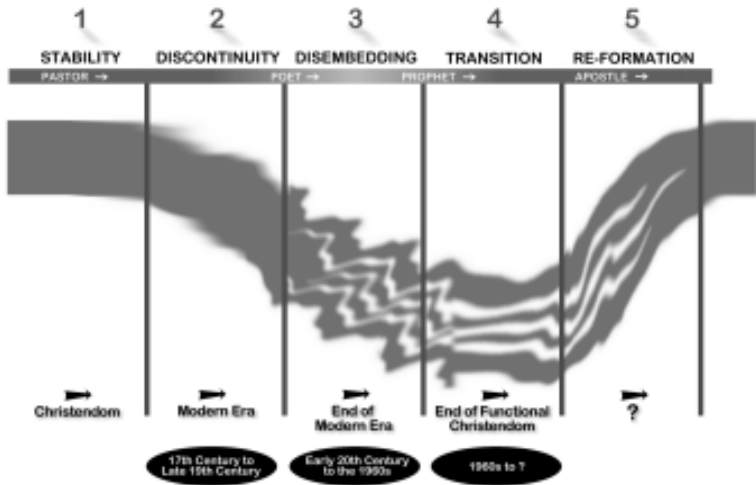 1 2 3 4 5
STABILITY DISCONTINUITY DISEMBEDDING TRANSITION RE-FORMATION
PASTOR → POET → PROPHET → APOSTLE →
Christendom
Modern Era
End of
Modern Era
End of Functional
Christendom
?
17th Century to
Late 19th Century
Early 20th Century
to the 1960s
1960s to ?